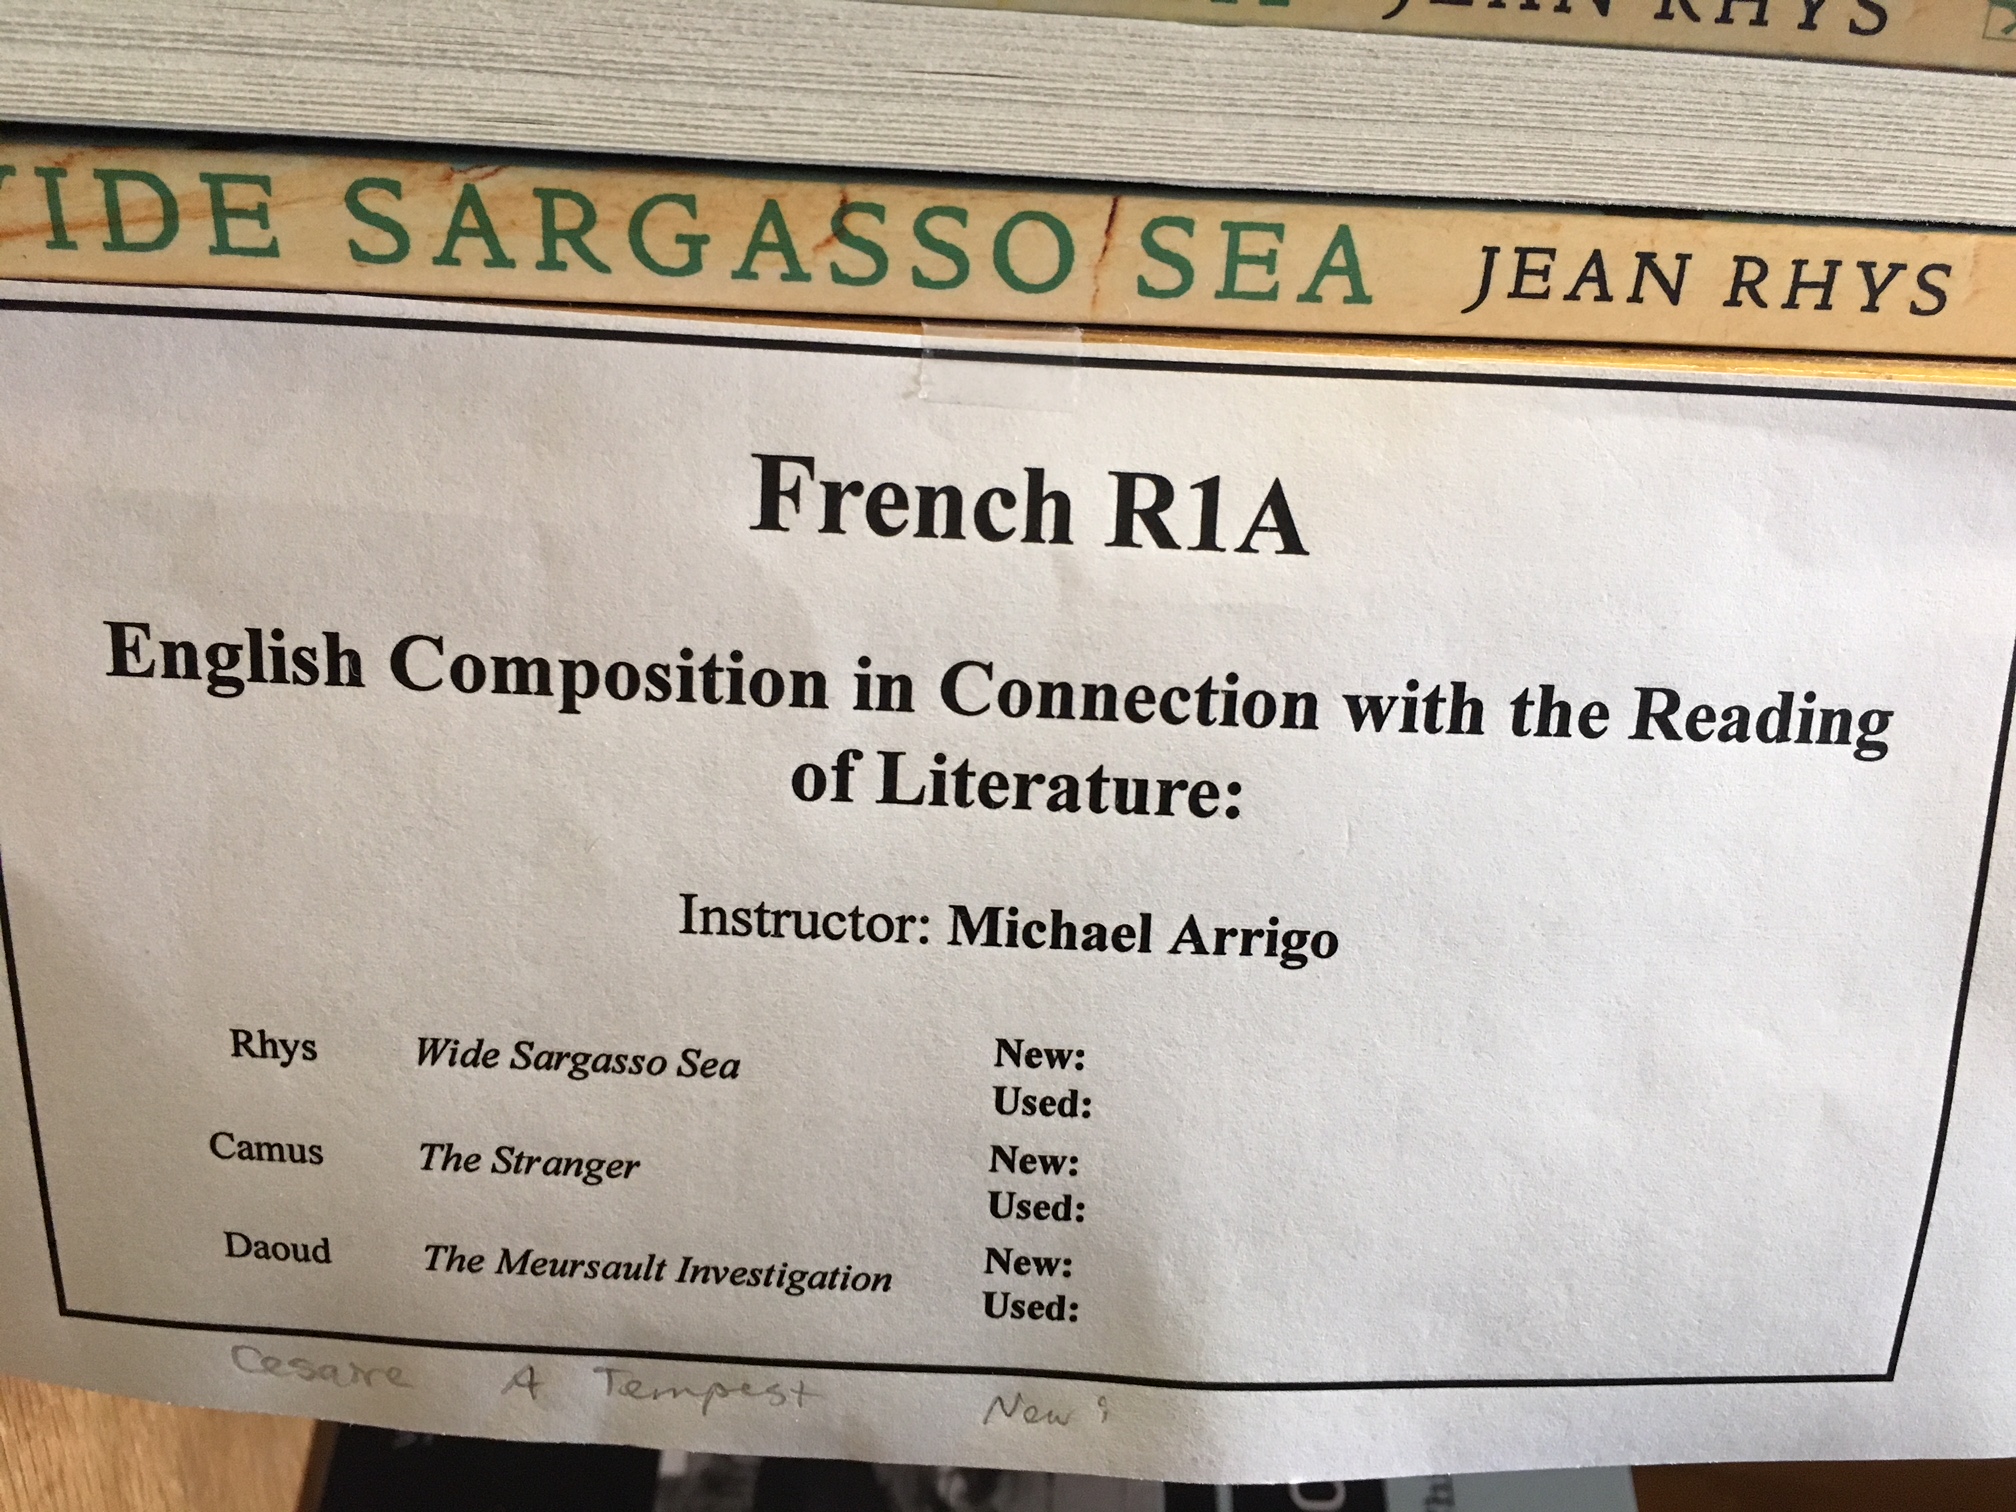 JEAN RHYS
WIDE SARGASSO SEA JEAN RHYS
French R1A
English Composition in Connection with the Reading
of Literature:
Instructor: Michael Arrigo
Rhys Wide Sargasso Sea New:
Used:
Camus The Stranger New:
Used:
Daoud The Meursault Investigation New:
Used:
Cesaire A Tempest New: